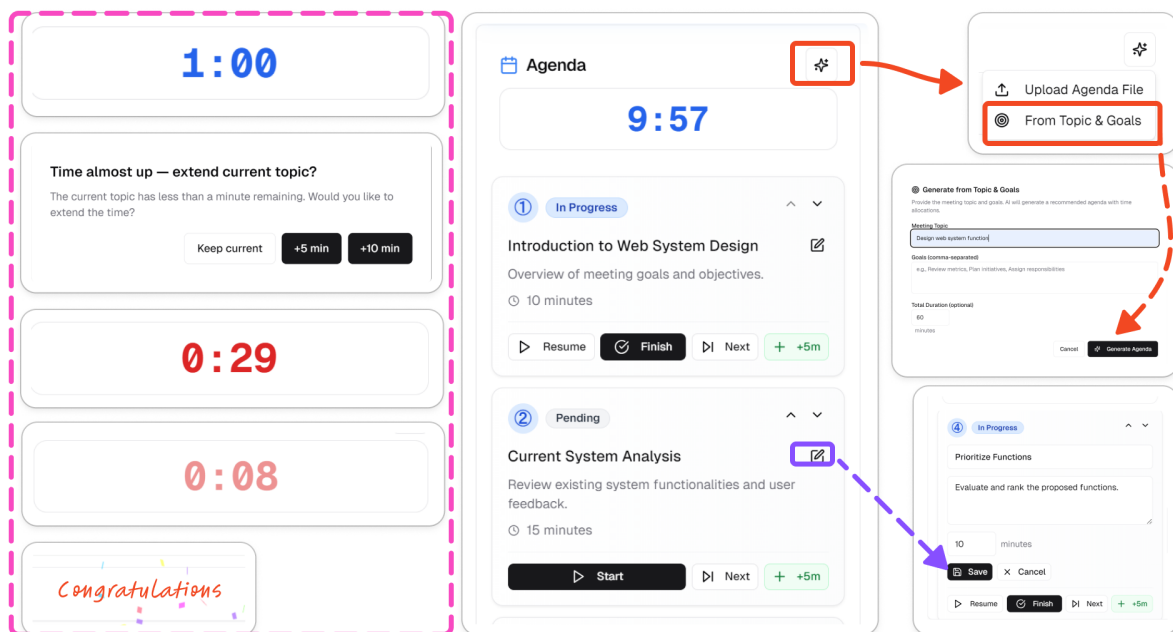 1:00
Time almost up — extend current topic?
The current topic has less than a minute remaining. Would you like to
extend the time?
Keep current
+5 min
+10 min
0:29
0:08
Congratulations
Agenda
9:57
1
In Progress
Introduction to Web System Design
Overview of meeting goals and objectives.
10 minutes
Resume
Finish
Next
+ +5m
2
Pending
Current System Analysis
Review existing system functionalities and user
feedback.
15 minutes
Start
Next
+ +5m
Upload Agenda File
From Topic & Goals
Generate from Topic & Goals
Provide the meeting topic and goals. AI will generate a recommended agenda with time
allocations.
Meeting Topic
Design web system function
Goals (comma-separated)
e.g., Review metrics, Plan initiatives, Assign responsibilities
Total Duration (optional)
60
minutes
Cancel
Generate Agenda
4
In Progress
Prioritize Functions
Evaluate and rank the proposed functions.
10
minutes
Save
Cancel
Resume
Finish
Next
+ +5m